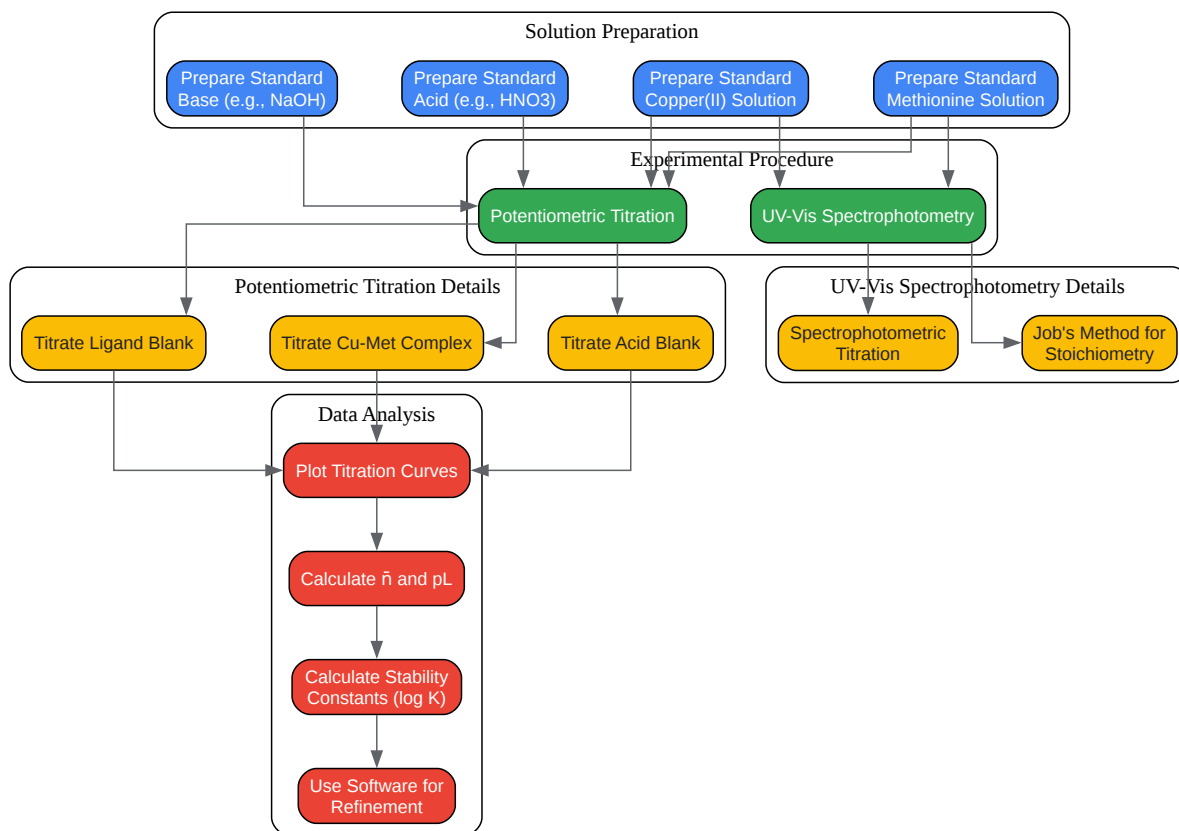 Solution Preparation
Prepare Standard
Base (e.g., NaOH)
Prepare Standard
Acid (e.g., HNO3)
Prepare Standard
Copper(II) Solution
Prepare Standard
Methionine Solution
Experimental Procedure
Potentiometric Titration
UV-Vis Spectrophotometry
Potentiometric Titration Details
Titrate Ligand Blank
Titrate Cu-Met Complex
Titrate Acid Blank
UV-Vis Spectrophotometry Details
Spectrophotometric
Titration
Job's Method for
Stoichiometry
Data Analysis
Plot Titration Curves
Calculate n̄ and pL
Calculate Stability
Constants (log K)
Use Software for
Refinement